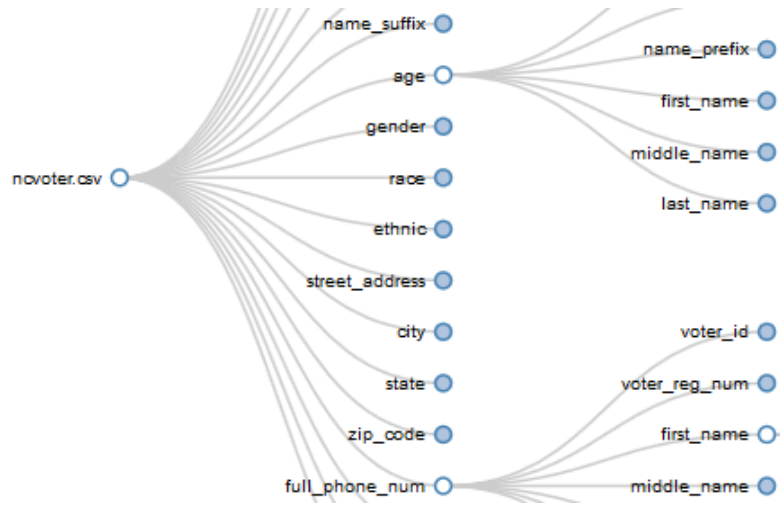 name_suffix
name_prefix
age
first_name
gender
middle_name
ncvoter.csv
race
last_name
ethnic
street_address
city
voter_id
state
voter_reg_num
zip_code
first_name
full_phone_num
middle_name